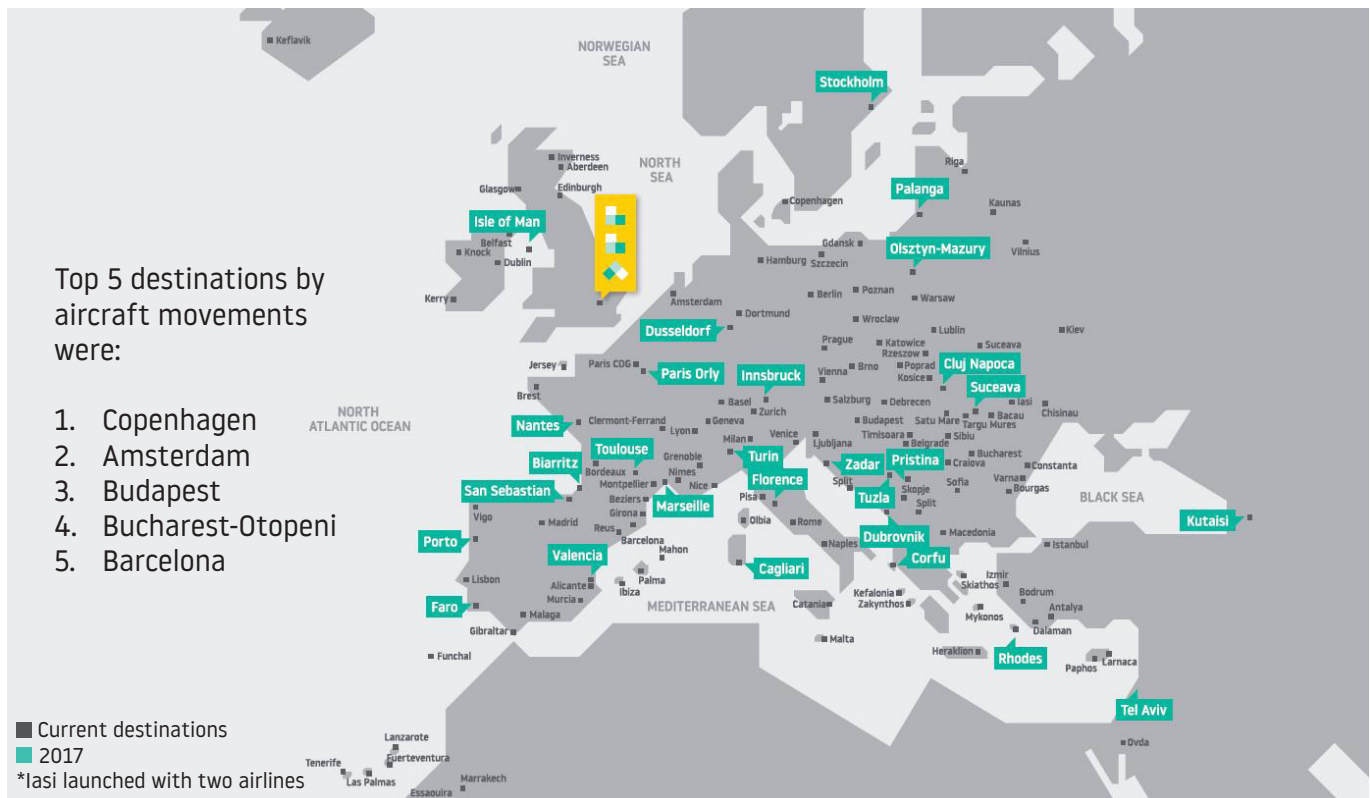 Keflavik
NORWEGIAN
SEA
Stockholm
Inverness
Aberdeen
NORTH
SEA
Riga
Glasgow
Edinburgh
Palanga
Copenhagen
Kaunas
Isle of Man
Belfast
Knock
Dublin
Gdansk
Olsztyn-Mazury
Vilnius
Hamburg
Szczecin
Kerry
Amsterdam
Berlin
Poznan
Warsaw
Dortmund
Wroclaw
Dusseldorf
Lublin
Kiev
Prague
Katowice
Suceava
Rzeszow
Jersey
Paris CDG
Paris Orly
Innsbruck
Vienna
Brno
Poprad
Kosice
Cluj Napoca
Suceava
Brest
Basel
Zurich
Salzburg
Debrecen
Iasi
Chisinau
NORTH
ATLANTIC OCEAN
Nantes
Clermont-Ferrand
Lyon
Geneva
Budapest
Satu Mare
Bacau
Targu Mures
Milan
Venice
Ljubljana
Timisoara
Belgrade
Sibiu
Toulouse
Biarritz
Bordeaux
Grenoble
Turin
Zadar
Pristina
Bucharest
Craiova
Constanta
Nimes
Florence
Montpellier
Nice
Split
Skopje
Sofia
Varna
Bourgas
San Sebastian
Beziers
Marseille
Pisa
Tuzla
BLACK SEA
Vigo
Madrid
Girona
Olbia
Rome
Split
Kutaisi
Reus
Barcelona
Dubrovnik
Macedonia
Porto
Valencia
Mahon
Naples
Corfu
Istanbul
Cagliari
Lisbon
Alicante
Palma
Ibiza
Izmir
Skiathos
Murcia
MEDITERRANEAN SEA
Catania
Kefalonia
Zakynthos
Bodrum
Faro
Malaga
Mykonos
Antalya
Dalaman
Gibraltar
Malta
Heraklion
Rhodes
Funchal
Paphos
Larnaca
Tel Aviv
Ovda
Lanzarote
Fuerteventura
Tenerife
Las Palmas
Marrakech
Essaouira
Top 5 destinations by
aircraft movements
were:
1. Copenhagen
2. Amsterdam
3. Budapest
4. Bucharest-Otopeni
5. Barcelona
Current destinations
2017
*Iasi launched with two airlines